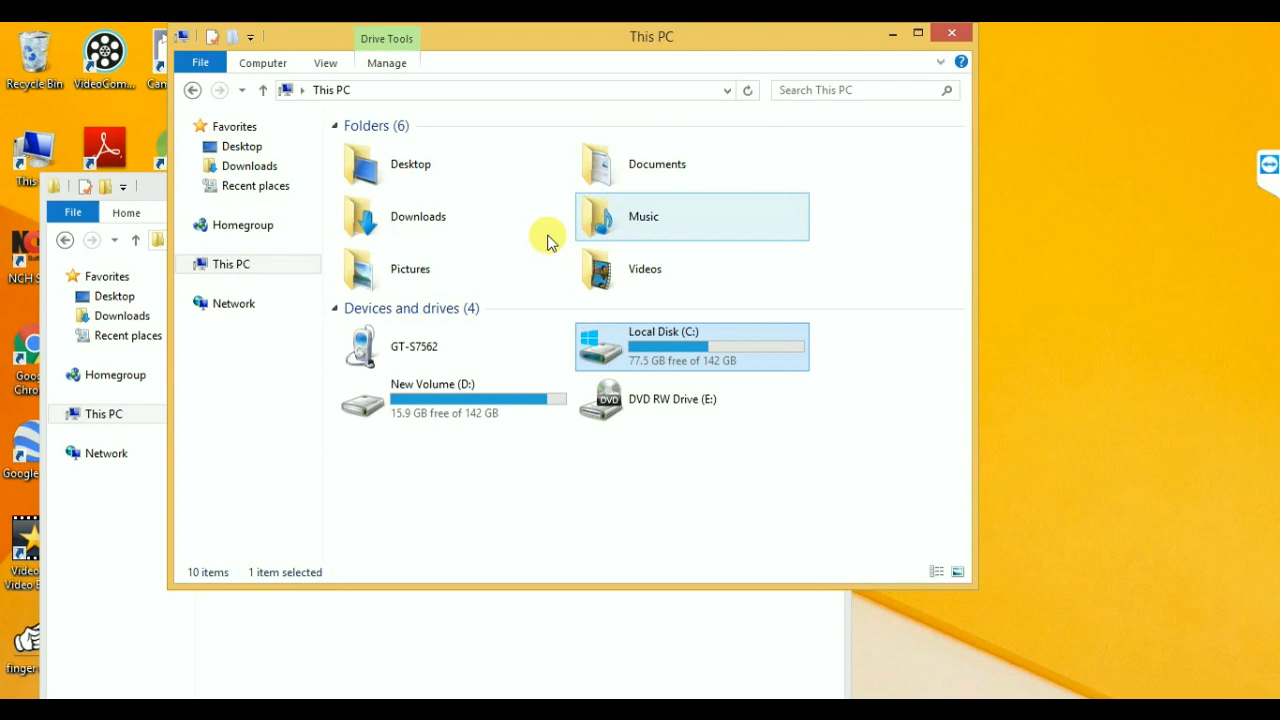 This PC
Drive Tools
File
Computer
View
Manage
This PC
Search This PC
Favorites
Desktop
Downloads
Recent places
Homegroup
This PC
Network
Folders (6)
Desktop
Documents
Downloads
Music
Pictures
Videos
Devices and drives (4)
GT-S7562
Local Disk (C:)
77.5 GB free of 142 GB
New Volume (D:)
15.9 GB free of 142 GB
DVD RW Drive (E:)
DVD
10 items
1 item selected
Recycle Bin
VideoCom...
Can
This
NCH S
Goo
Chro
Google
Video
Video E
finger
File
Home
Favorites
Desktop
Downloads
Recent places
Homegroup
This PC
Network